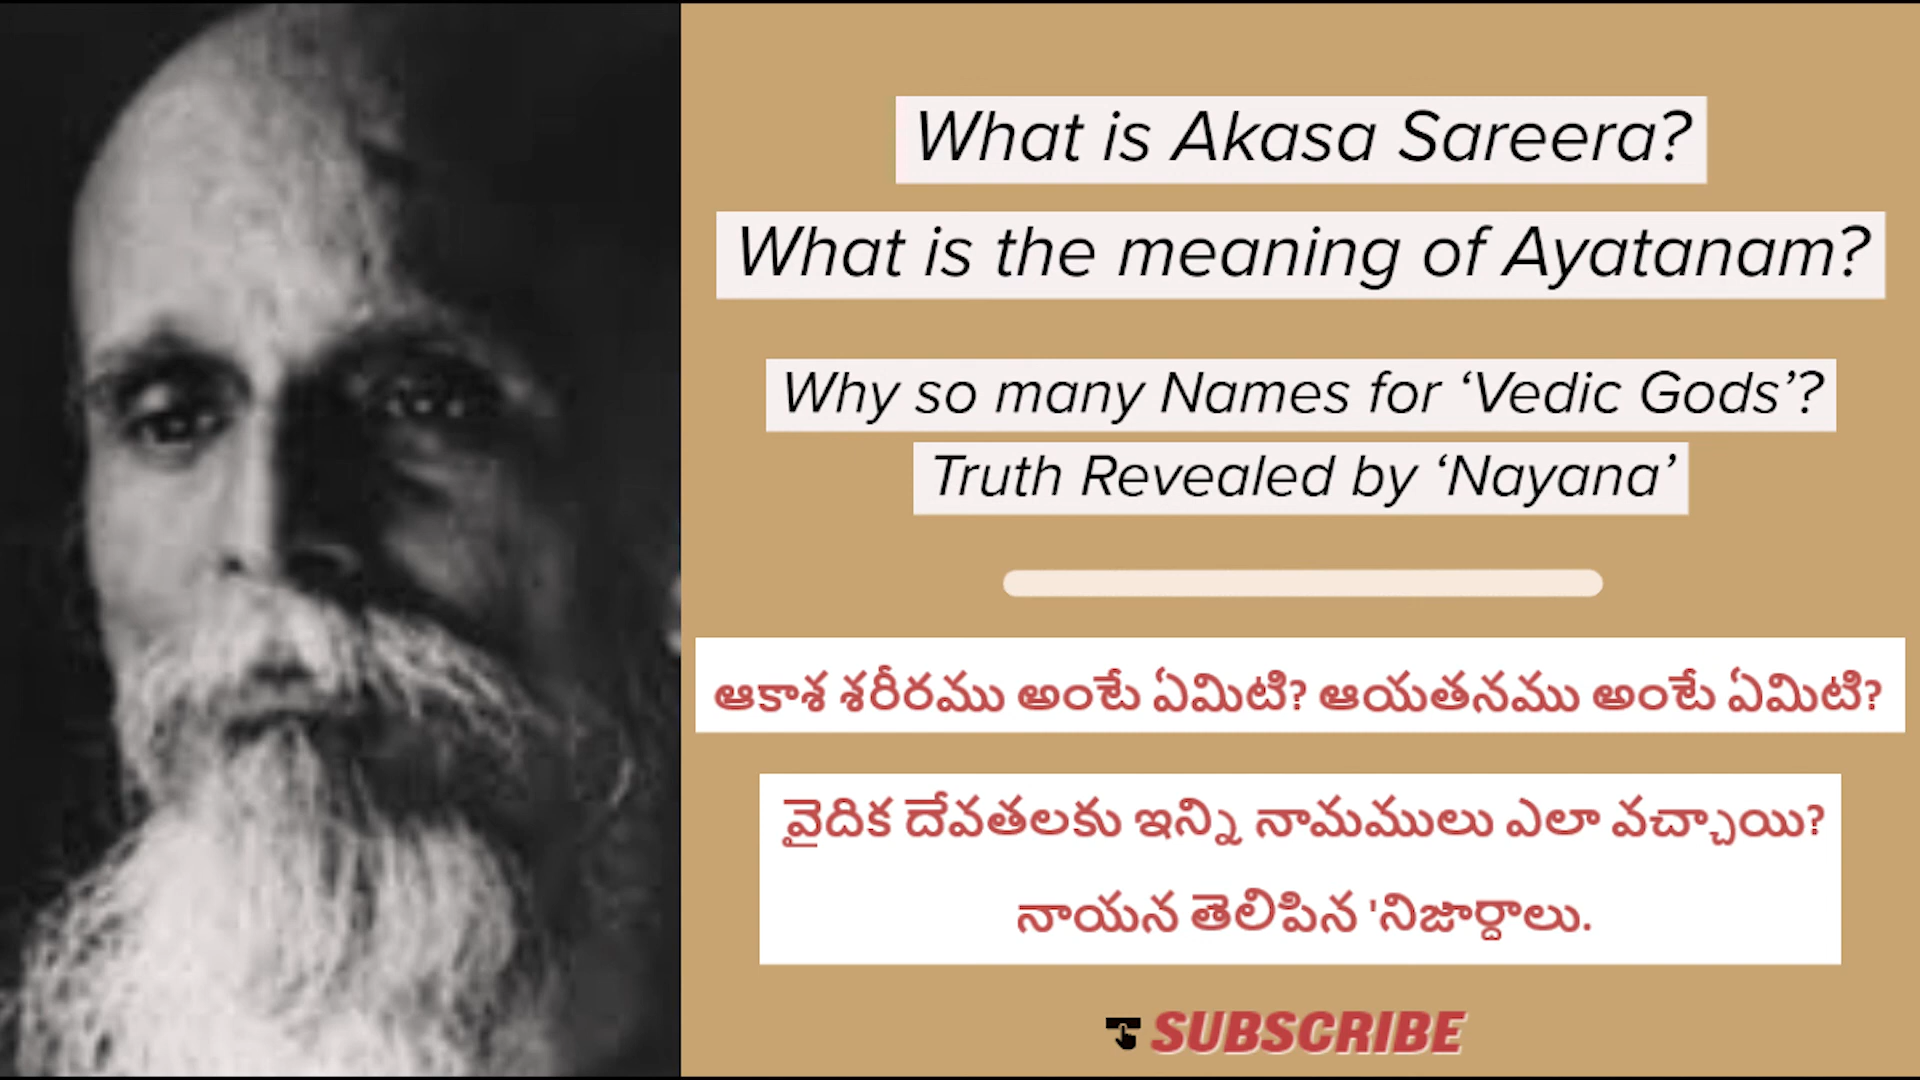 What is Akasa Sareera?
What is the meaning of Ayatanam?
Why so many Names for ‘Vedic Gods’?
Truth Revealed by ‘Nayana’
ఆకాశ శరీరము అంటే ఏమిటి? ఆయతనము అంటే ఏమిటి?
వైదిక దేవతలకు ఇన్ని నామములు ఎలా వచ్చాయి?
నాయన తెలిపిన 'నిజార్దాలు.
SUBSCRIBE